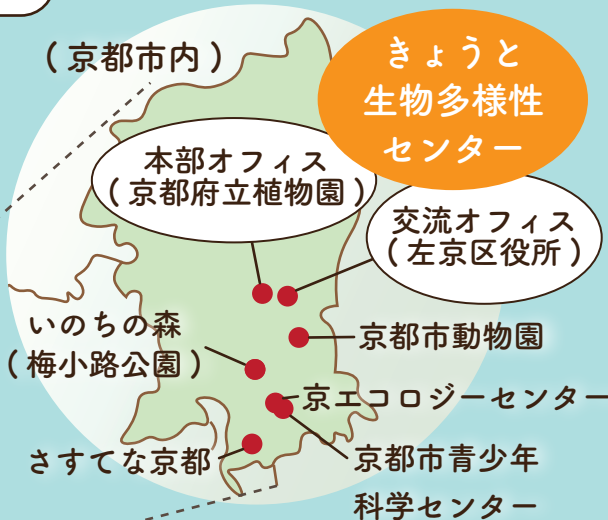 (京都市内)
きょうと
生物多様性
センター
本部オフィス
(京都府立植物園)
交流オフィス
(左京区役所)
いのちの森
(梅小路公園)
京都市動物園
京エコロジーセンター
さすてな京都
京都市青少年
科学センター